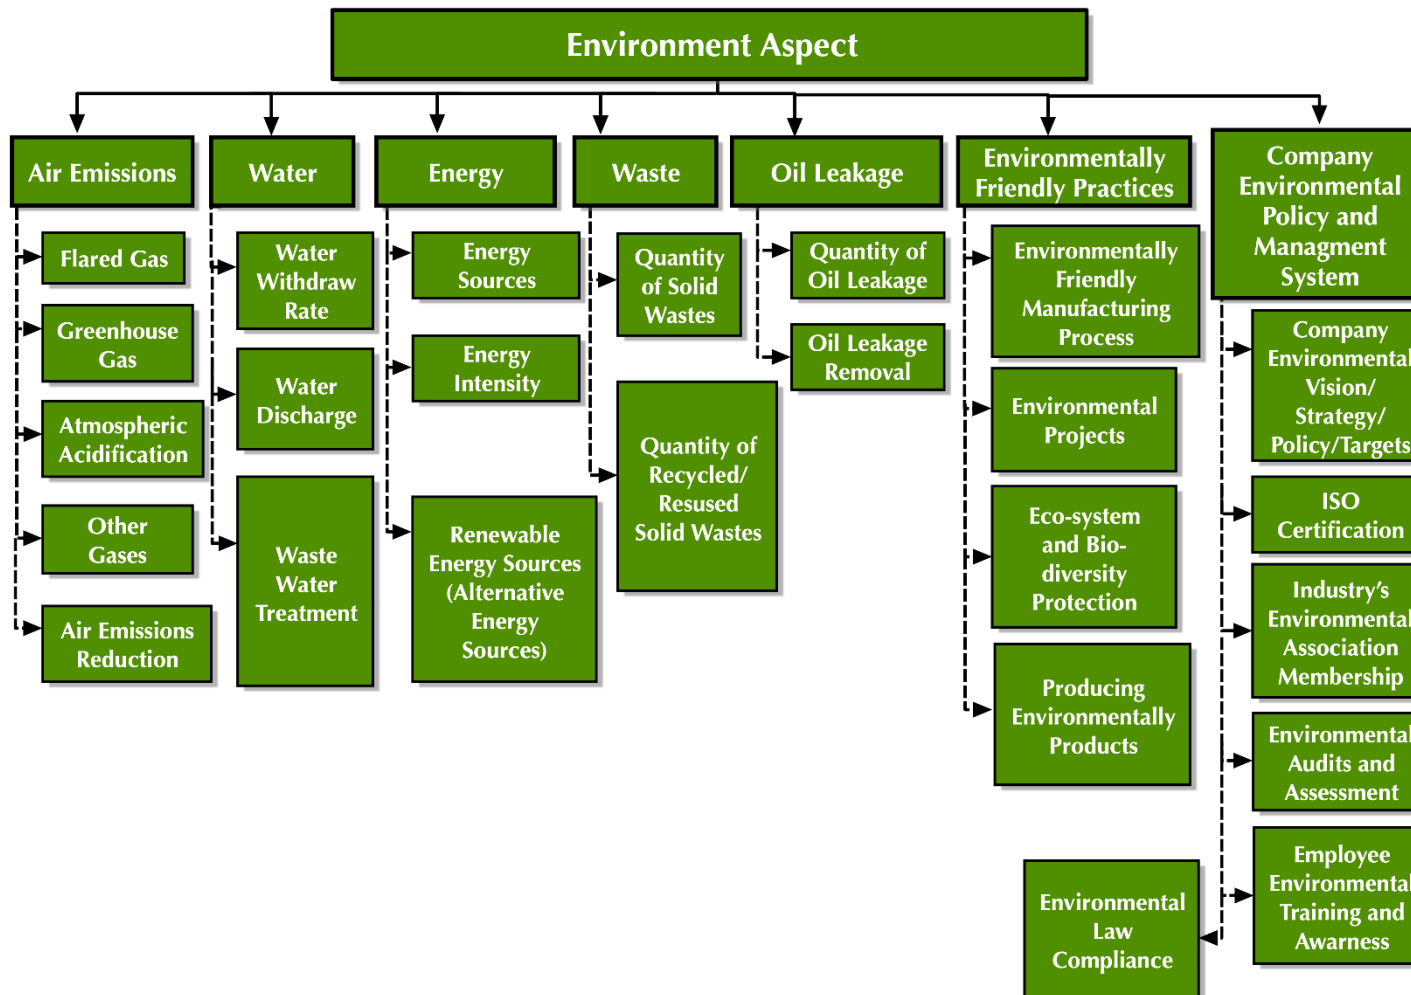 Environment Aspect
Air Emissions
Flared Gas
Greenhouse
Gas
Atmospheric
Acidification
Other
Gases
Air Emissions
Reduction
Water
Water
Withdraw
Rate
Water
Discharge
Waste
Water
Treatment
Energy
Energy
Sources
Energy
Intensity
Renewable
Energy Sources
(Alternative
Energy
Sources)
Waste
Quantity
of Solid
Wastes
Quantity of
Recycled/
Resused
Solid Wastes
Oil Leakage
Quantity of
Oil Leakage
Oil Leakage
Removal
Environmentally
Friendly Practices
Environmentally
Friendly
Manufacturing
Process
Environmental
Projects
Eco-system
and Bio-
diversity
Protection
Producing
Environmentally
Products
Company
Environmental
Policy and
Managment
System
Company
Environmental
Vision/
Strategy/
Policy/Targets
ISO
Certification
Industry's
Environmental
Association
Membership
Environmental
Audits and
Assessment
Employee
Environmental
Training and
Awarness
Environmental
Law
Compliance